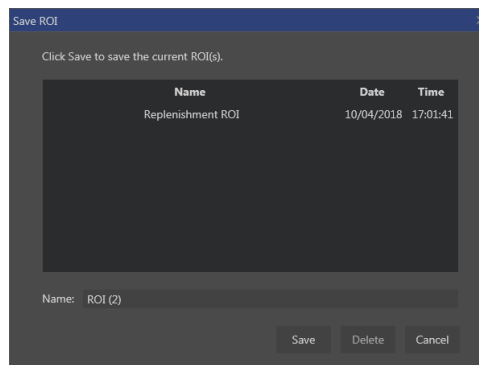 Save ROI
Click Save to save the current ROI(s).
Name Date Time
Replenishment ROI 10/04/2018 17:01:41
Name: ROI (2)
Save Delete Cancel